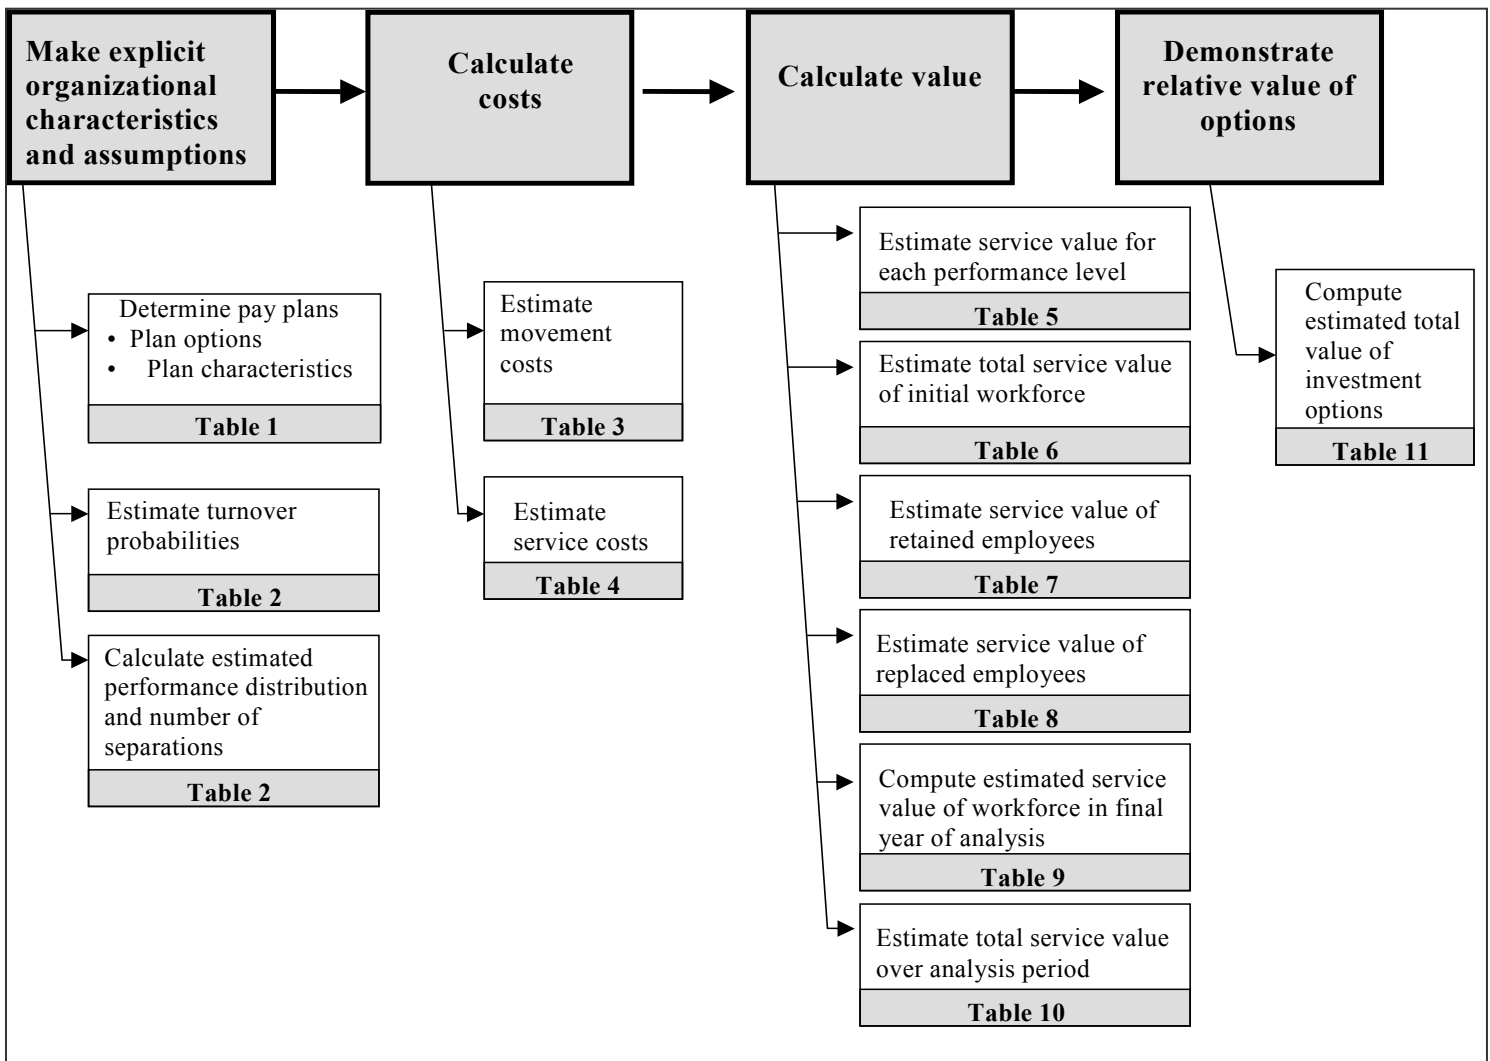 Make explicit
organizational
characteristics
and assumptions
Calculate
costs
Calculate value
Demonstrate
relative value of
options
Determine pay plans
• Plan options
• Plan characteristics
Table 1
Estimate turnover
probabilities
Table 2
Calculate estimated
performance distribution
and number of
separations
Table 2
Estimate
movement
costs
Table 3
Estimate
service costs
Table 4
Estimate service value for
each performance level
Table 5
Estimate total service value
of initial workforce
Table 6
Estimate service value of
retained employees
Table 7
Estimate service value of
replaced employees
Table 8
Compute estimated service
value of workforce in final
year of analysis
Table 9
Estimate total service value
over analysis period
Table 10
Compute
estimated total
value of
investment
options
Table 11